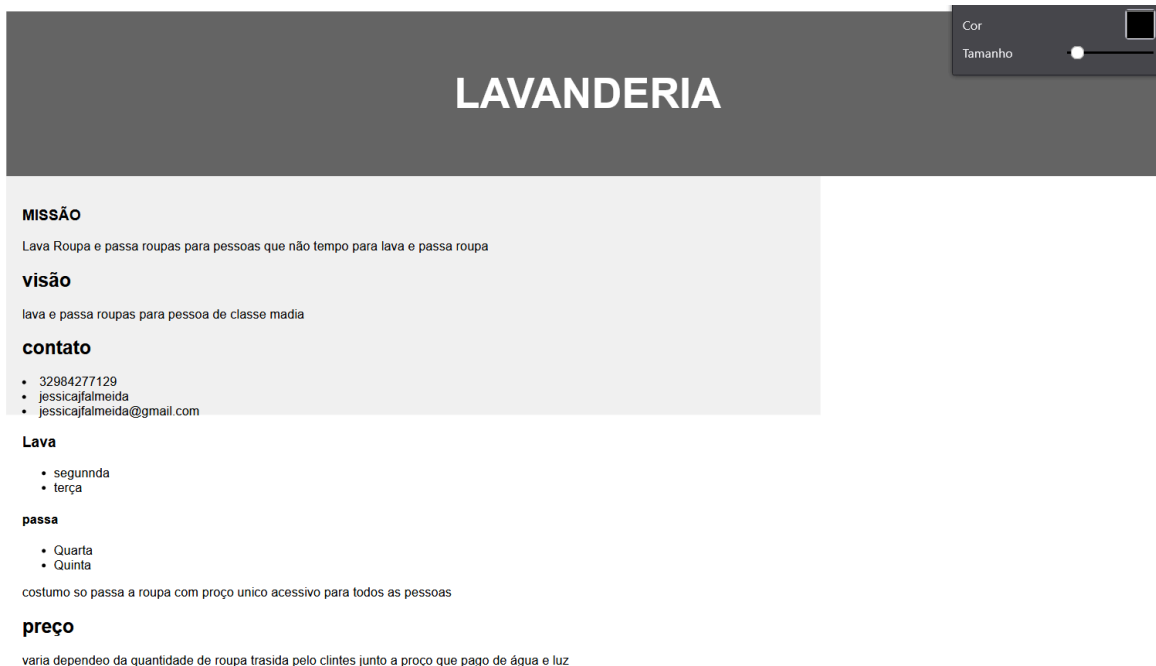 Cor
Tamanho
LAVANDERIA
MISSÃO
Lava Roupa e passa roupas para pessoas que não tempo para lava e passa roupa
visão
lava e passa roupas para pessoa de classe madia
contato
32984277129
jessicajfalmeida
jessicajfalmeida@gmail.com
Lava
segunnda
terça
passa
Quarta
Quinta
costumo so passa a roupa com proço unico acessivo para todos as pessoas
preço
varia dependeo da quantidade de roupa trasida pelo clintes junto a proço que pago de água e luz